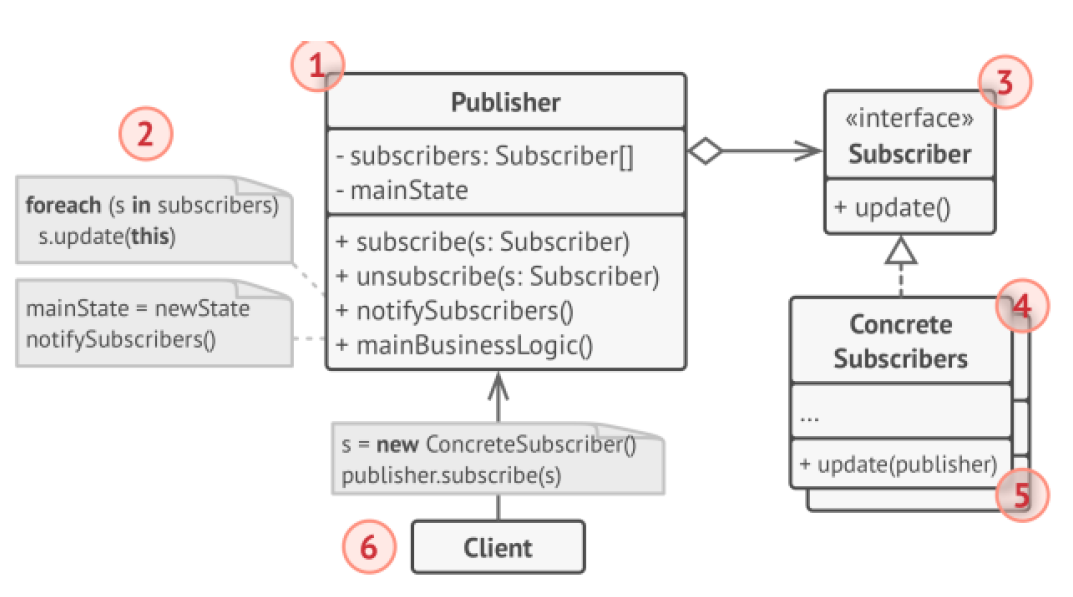 1
Publisher
- subscribers: Subscriber[]
- mainState
+ subscribe(s: Subscriber)
+ unsubscribe(s: Subscriber)
+ notifySubscribers()
+ mainBusinessLogic()
2
foreach (s in subscribers)
s.update(this)
mainState = newState
notifySubscribers()
3
«interface»
Subscriber
+ update()
4
Concrete
Subscribers
...
+ update(publisher)
5
s = new ConcreteSubscriber()
publisher.subscribe(s)
6
Client